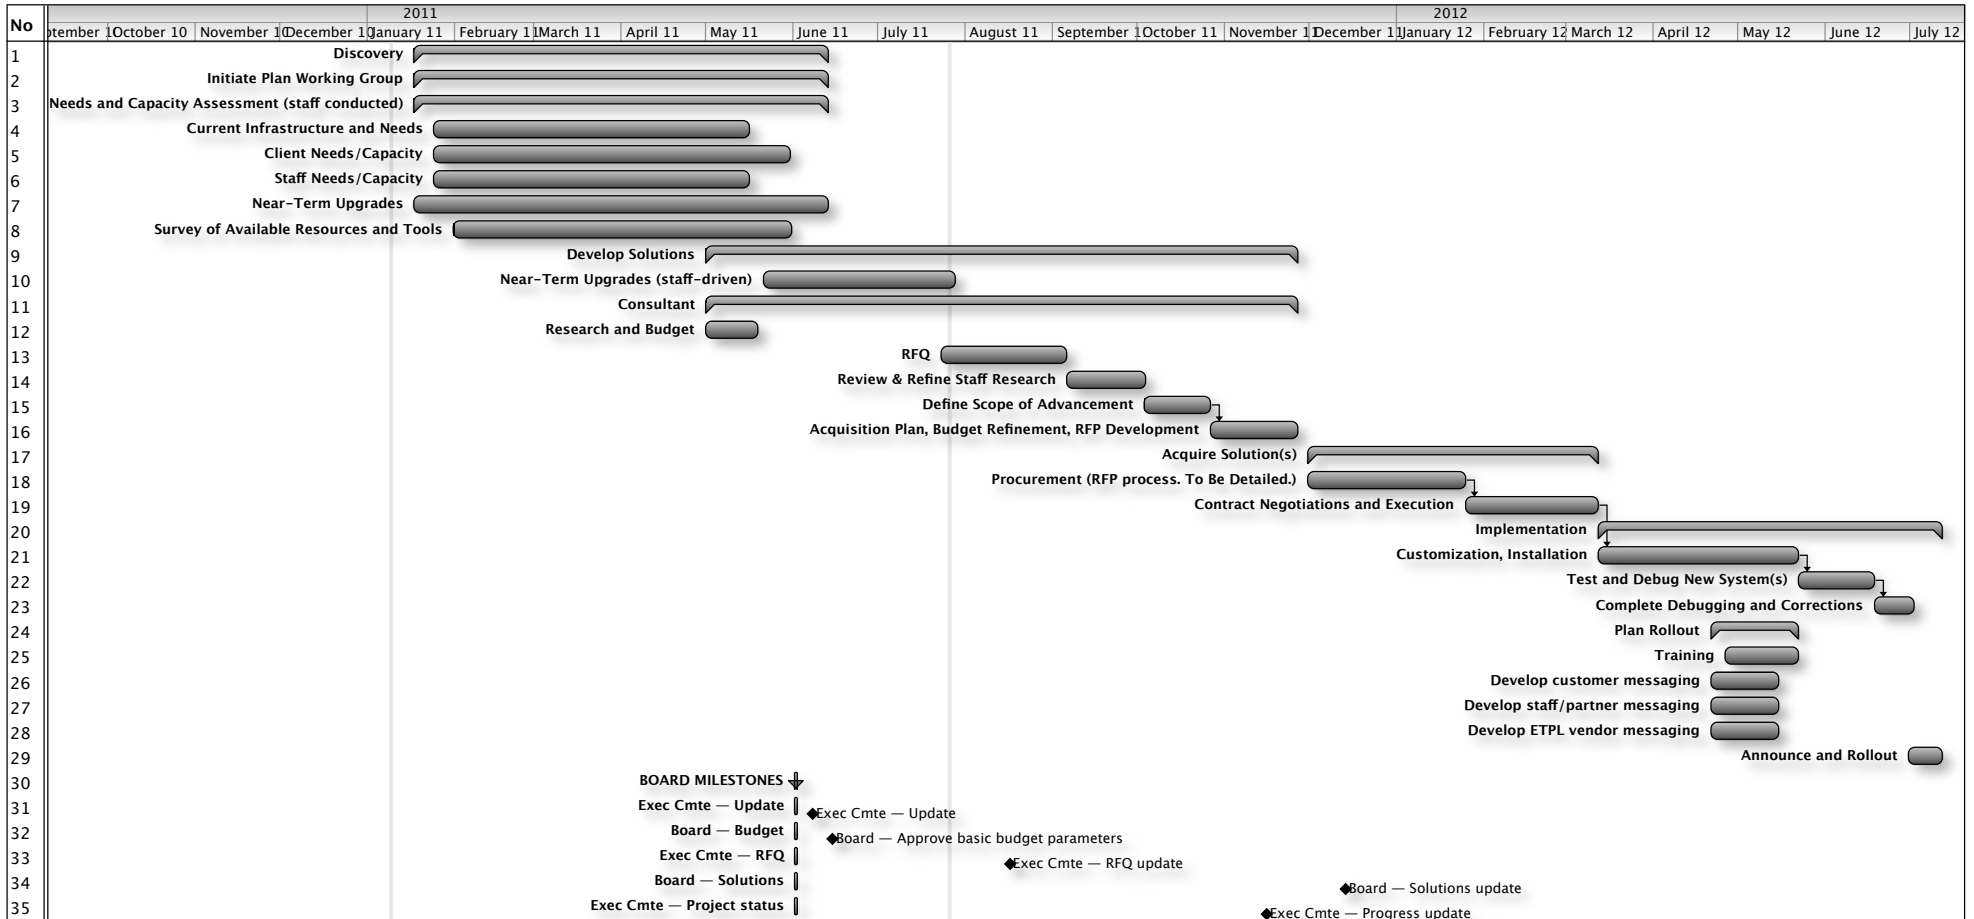 2011 2012
No tember 10 October 10 November 10 December 10 January 11 February 11 March 11 April 11 May 11 June 11 July 11 August 11 September 11 October 11 November 11 December 11 January 12 February 12 March 12 April 12 May 12 June 12 July 12
1 Discovery
2 Initiate Plan Working Group
3 Needs and Capacity Assessment (staff conducted)
4 Current Infrastructure and Needs
5 Client Needs/Capacity
6 Staff Needs/Capacity
7 Near-Term Upgrades
8 Survey of Available Resources and Tools
9 Develop Solutions
10 Near-Term Upgrades (staff-driven)
11 Consultant
12 Research and Budget
13 RFQ
14 Review & Refine Staff Research
15 Define Scope of Advancement
16 Acquisition Plan, Budget Refinement, RFP Development
17 Acquire Solution(s)
18 Procurement (RFP process. To Be Detailed.)
19 Contract Negotiations and Execution
20 Implementation
21 Customization, Installation
22 Test and Debug New System(s)
23 Complete Debugging and Corrections
24 Plan Rollout
25 Training
26 Develop customer messaging
27 Develop staff/partner messaging
28 Develop ETPL vendor messaging
29 Announce and Rollout
30 BOARD MILESTONES
31 Exec Cmte — Update Exec Cmte — Update
32 Board — Budget Board — Approve basic budget parameters
33 Exec Cmte — RFQ Exec Cmte — RFQ update
34 Board — Solutions Board — Solutions update
35 Exec Cmte — Project status Exec Cmte — Progress update